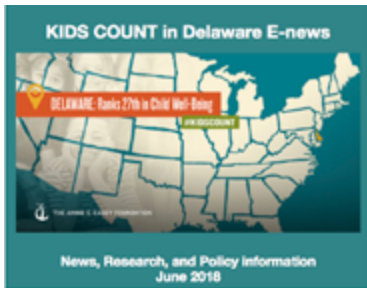 KIDS COUNT in Delaware E-news
DELAWARE: Ranks 27th in Child Well-Being
#KIDSCOUNT
THE ANNIE E. CASEY FOUNDATION
News, Research, and Policy Information
June 2018